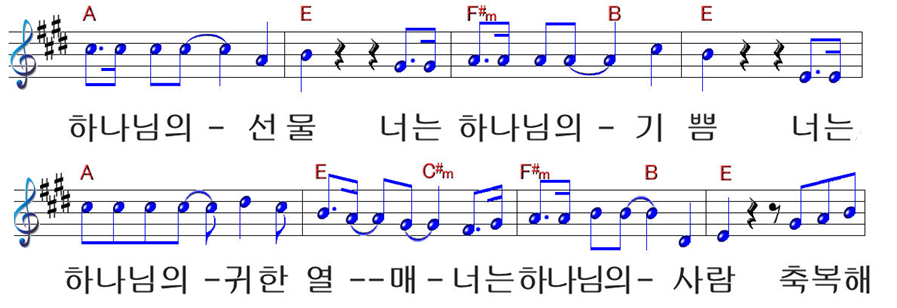 A E F#m B E
하나님의 - 선 물 너는 하나님의 - 기 쁨 너는
A E C#m F#m B E
하나님의 - 귀한 열 -- 매 - 너는 하나님의 - 사람 축복해